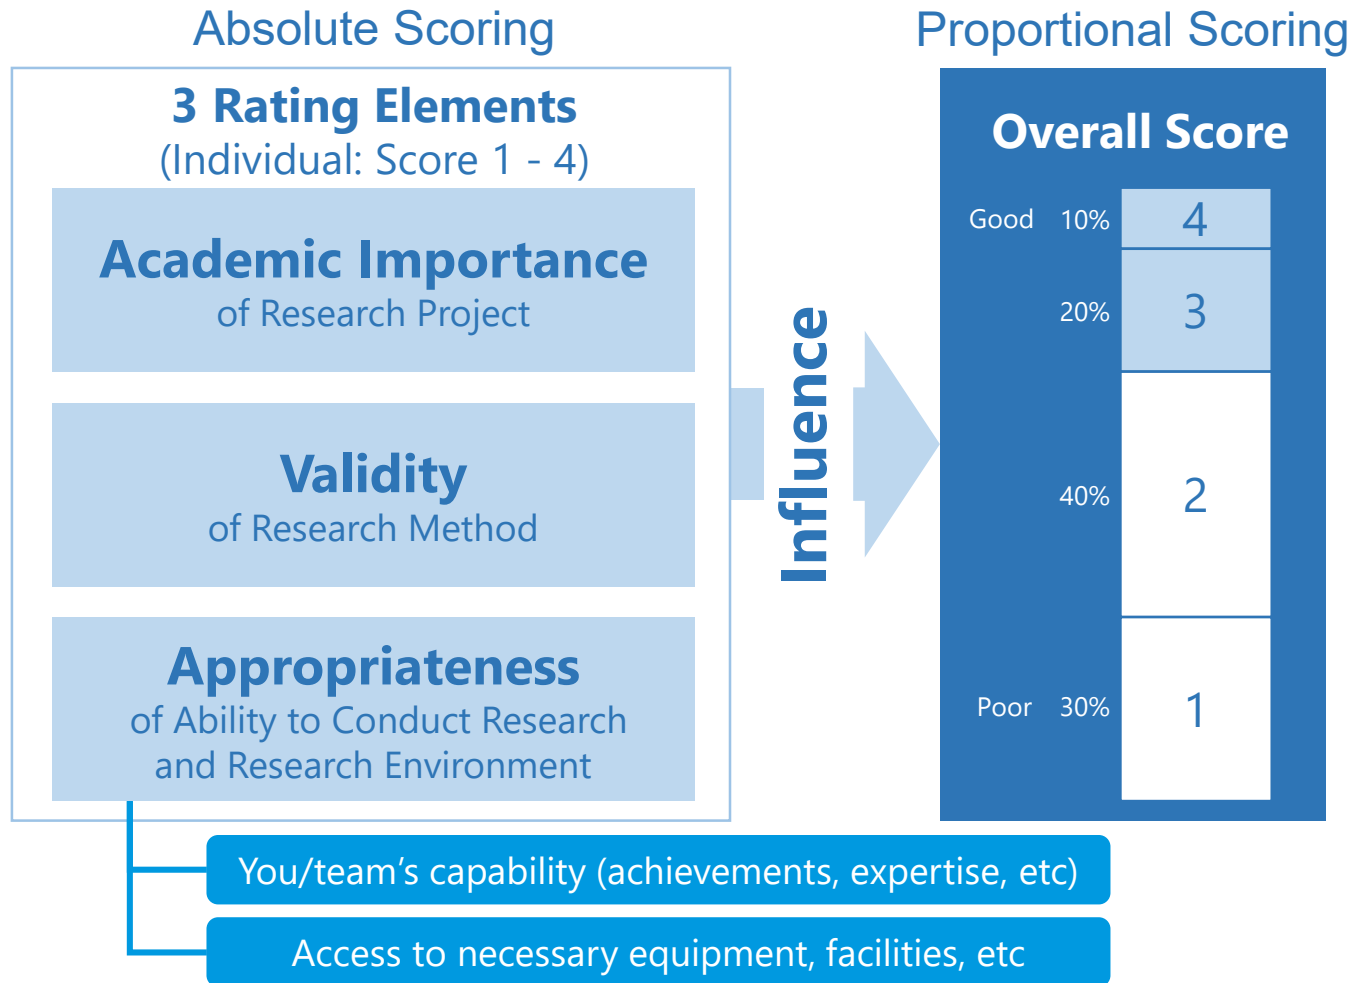 Absolute Scoring
3 Rating Elements
(Individual: Score 1 - 4)
Academic Importance
of Research Project
Validity
of Research Method
Appropriateness
of Ability to Conduct Research
and Research Environment
You/team's capability (achievements, expertise, etc)
Access to necessary equipment, facilities, etc
Influence
Proportional Scoring
Overall Score
Good 10% 4
20% 3
40% 2
Poor 30% 1